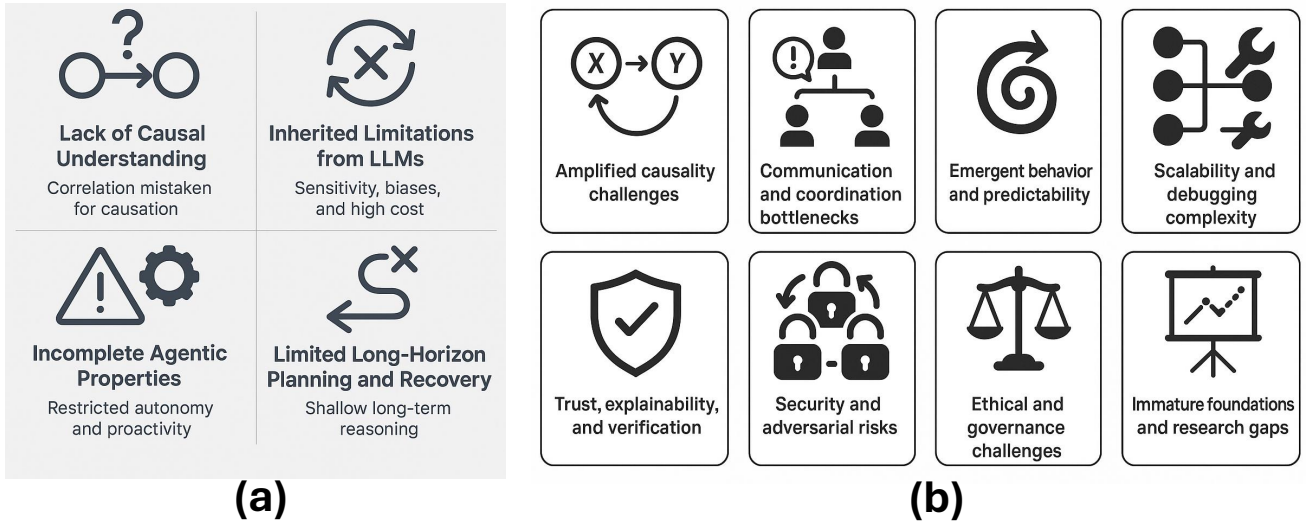 ?
Lack of Causal
Understanding
Correlation mistaken
for causation
Inherited Limitations
from LLMs
Sensitivity, biases,
and high cost
!
Incomplete Agentic
Properties
Restricted autonomy
and proactivity
Limited Long-Horizon
Planning and Recovery
Shallow long-term
reasoning
(a)
X Y
Amplified causality
challenges
!
Communication
and coordination
bottlenecks
Emergent behavior
and predictability
Scalability and
debugging
complexity
Trust, explainability,
and verification
Security and
adversarial risks
Ethical and
governance
challenges
Immature foundations
and research gaps
(b)